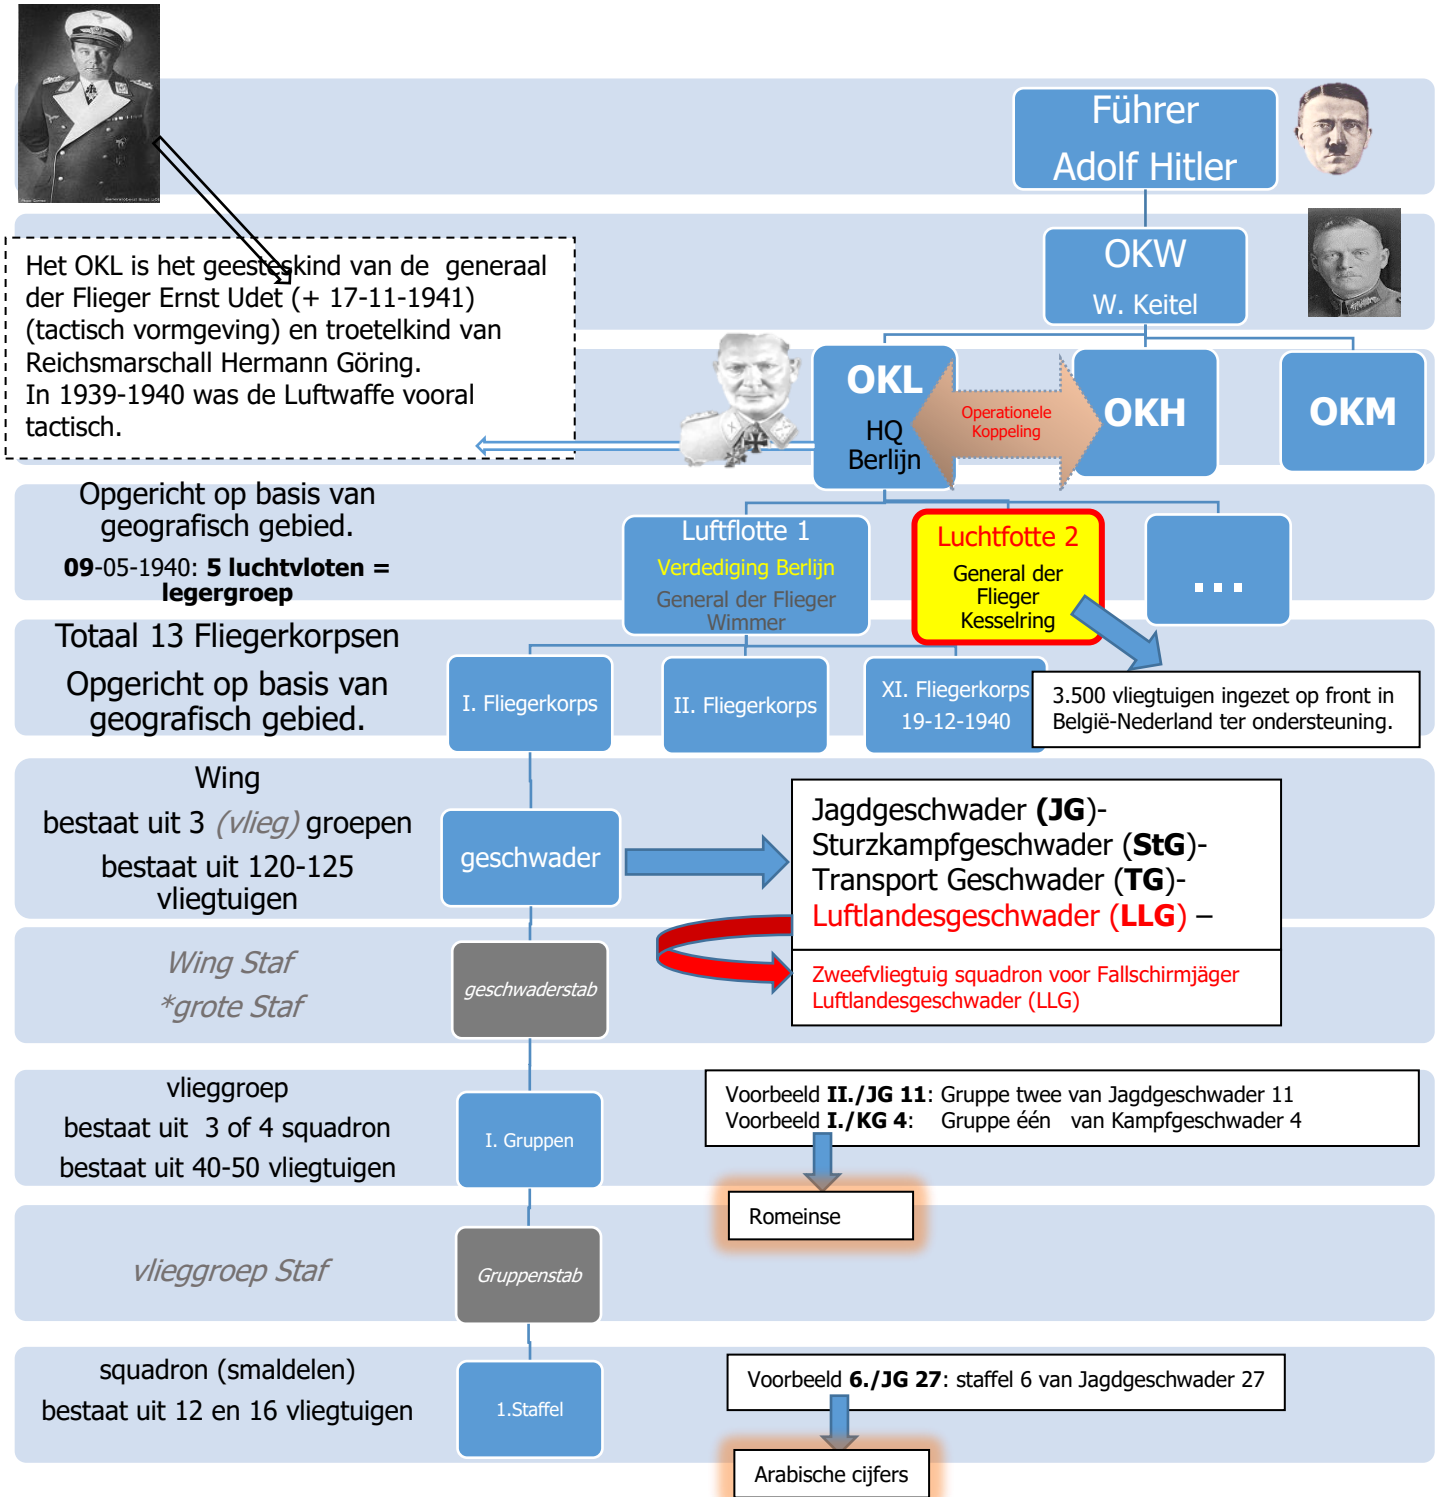 Führer
Adolf Hitler
OKW
W. Keitel
Het OKL is het geesteskind van de generaal
der Flieger Ernst Udet (+ 17-11-1941)
(tactisch vormgeving) en troetelkind van
Reichsmarschall Hermann Göring.
In 1939-1940 was de Luftwaffe vooral
tactisch.
OKL
HQ
Berlijn
Operationele
Koppeling
OKH
OKM
Opgericht op basis van
geografisch gebied.
09-05-1940: 5 luchtvloten =
legergroep
Luftflotte 1
Verdediging Berlijn
General der Flieger
Wimmer
Luchtfotte 2
General der
Flieger
Kesselring
...
Totaal 13 Fliegerkorpsen
Opgericht op basis van
geografisch gebied.
I. Fliegerkorps
II. Fliegerkorps
XI. Fliegerkorps
19-12-1940
3.500 vliegtuigen ingezet op front in
België-Nederland ter ondersteuning.
Wing
bestaat uit 3 (vlieg) groepen
bestaat uit 120-125
vliegtuigen
geschwader
Jagdgeschwader (JG)-
Sturzkampfgeschwader (StG)-
Transport Geschwader (TG)-
Luftlandesgeschwader (LLG) –
Wing Staf
*grote Staf
geschwaderstab
Zweefvliegtuig squadron voor Fallschirmjäger
Luftlandesgeschwader (LLG)
vlieggroep
bestaat uit 3 of 4 squadron
bestaat uit 40-50 vliegtuigen
I. Gruppen
Voorbeeld II./JG 11: Gruppe twee van Jagdgeschwader 11
Voorbeeld I./KG 4: Gruppe één van Kampfgeschwader 4
Romeinse
vlieggroep Staf
Gruppenstab
squadron (smaldelen)
bestaat uit 12 en 16 vliegtuigen
1.Staffel
Voorbeeld 6./JG 27: staffel 6 van Jagdgeschwader 27
Arabische cijfers